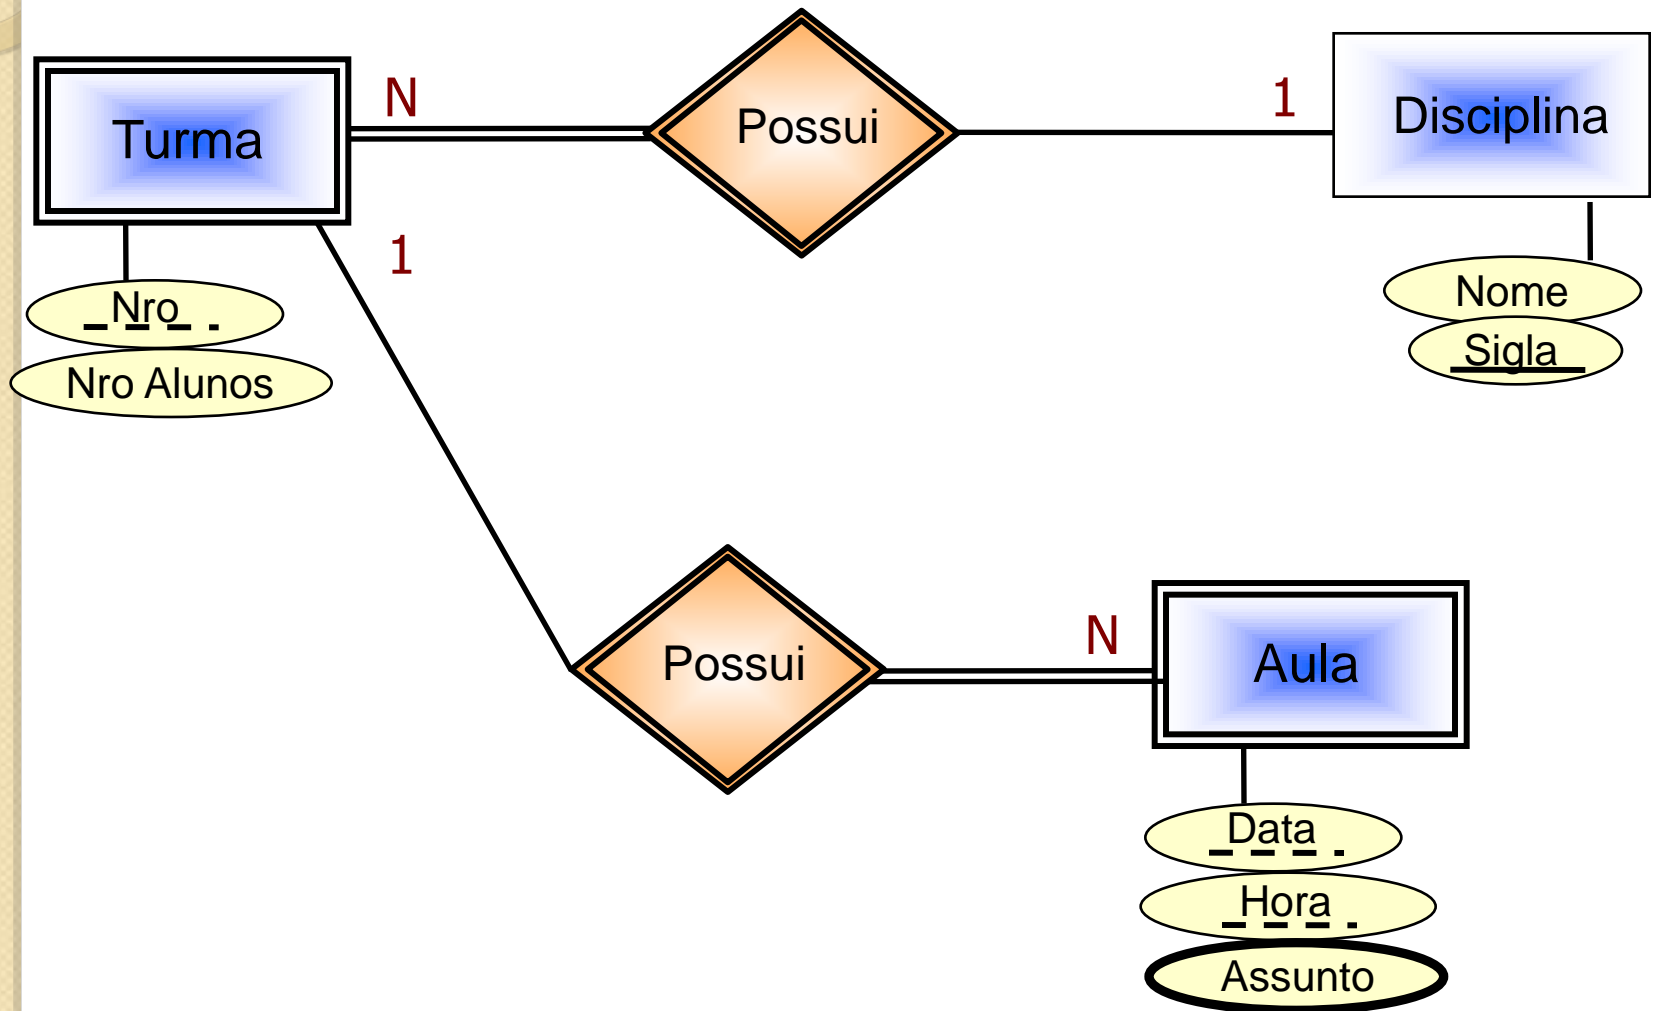 N
1
Possui
Disciplina
Turma
1
Nro
Nome
Sigla
Nro Alunos
N
Possui
Aula
Data
Hora
Assunto